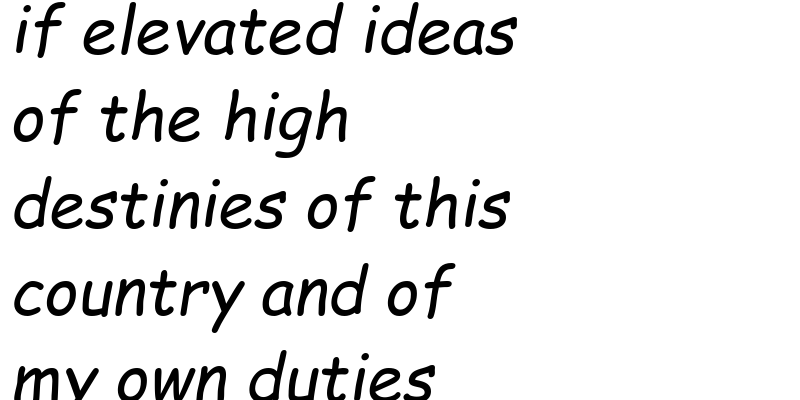 if elevated ideas
of the high
destinies of this
country and of
my own duties